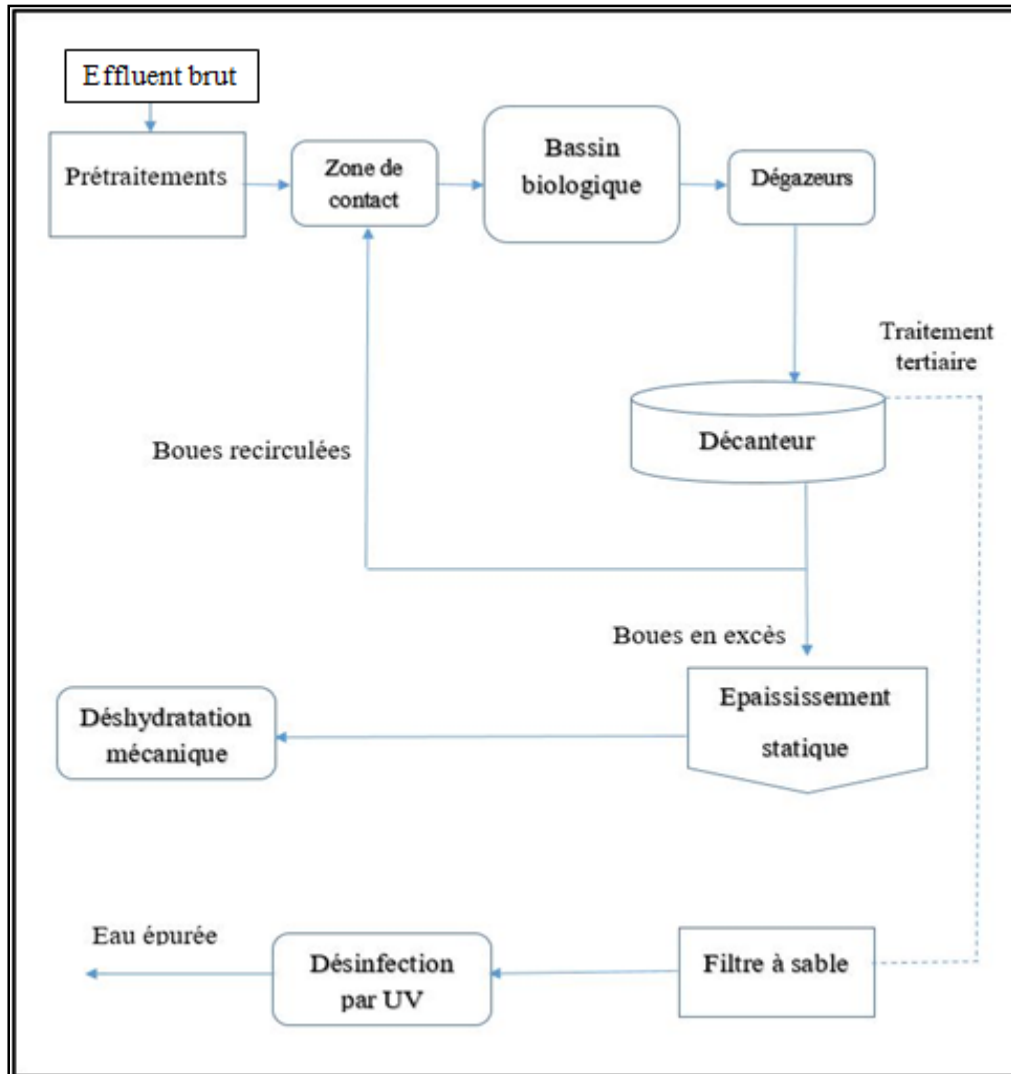 Effluent brut
Prétraitements
Zone de
contact
Bassin
biologique
Dégazeurs
Traitement
tertiaire
Décanteur
Boues recirculées
Boues en excès
Epaississement
statique
Déshydratation
mécanique
Eau épurée
Désinfection
par UV
Filtre à sable